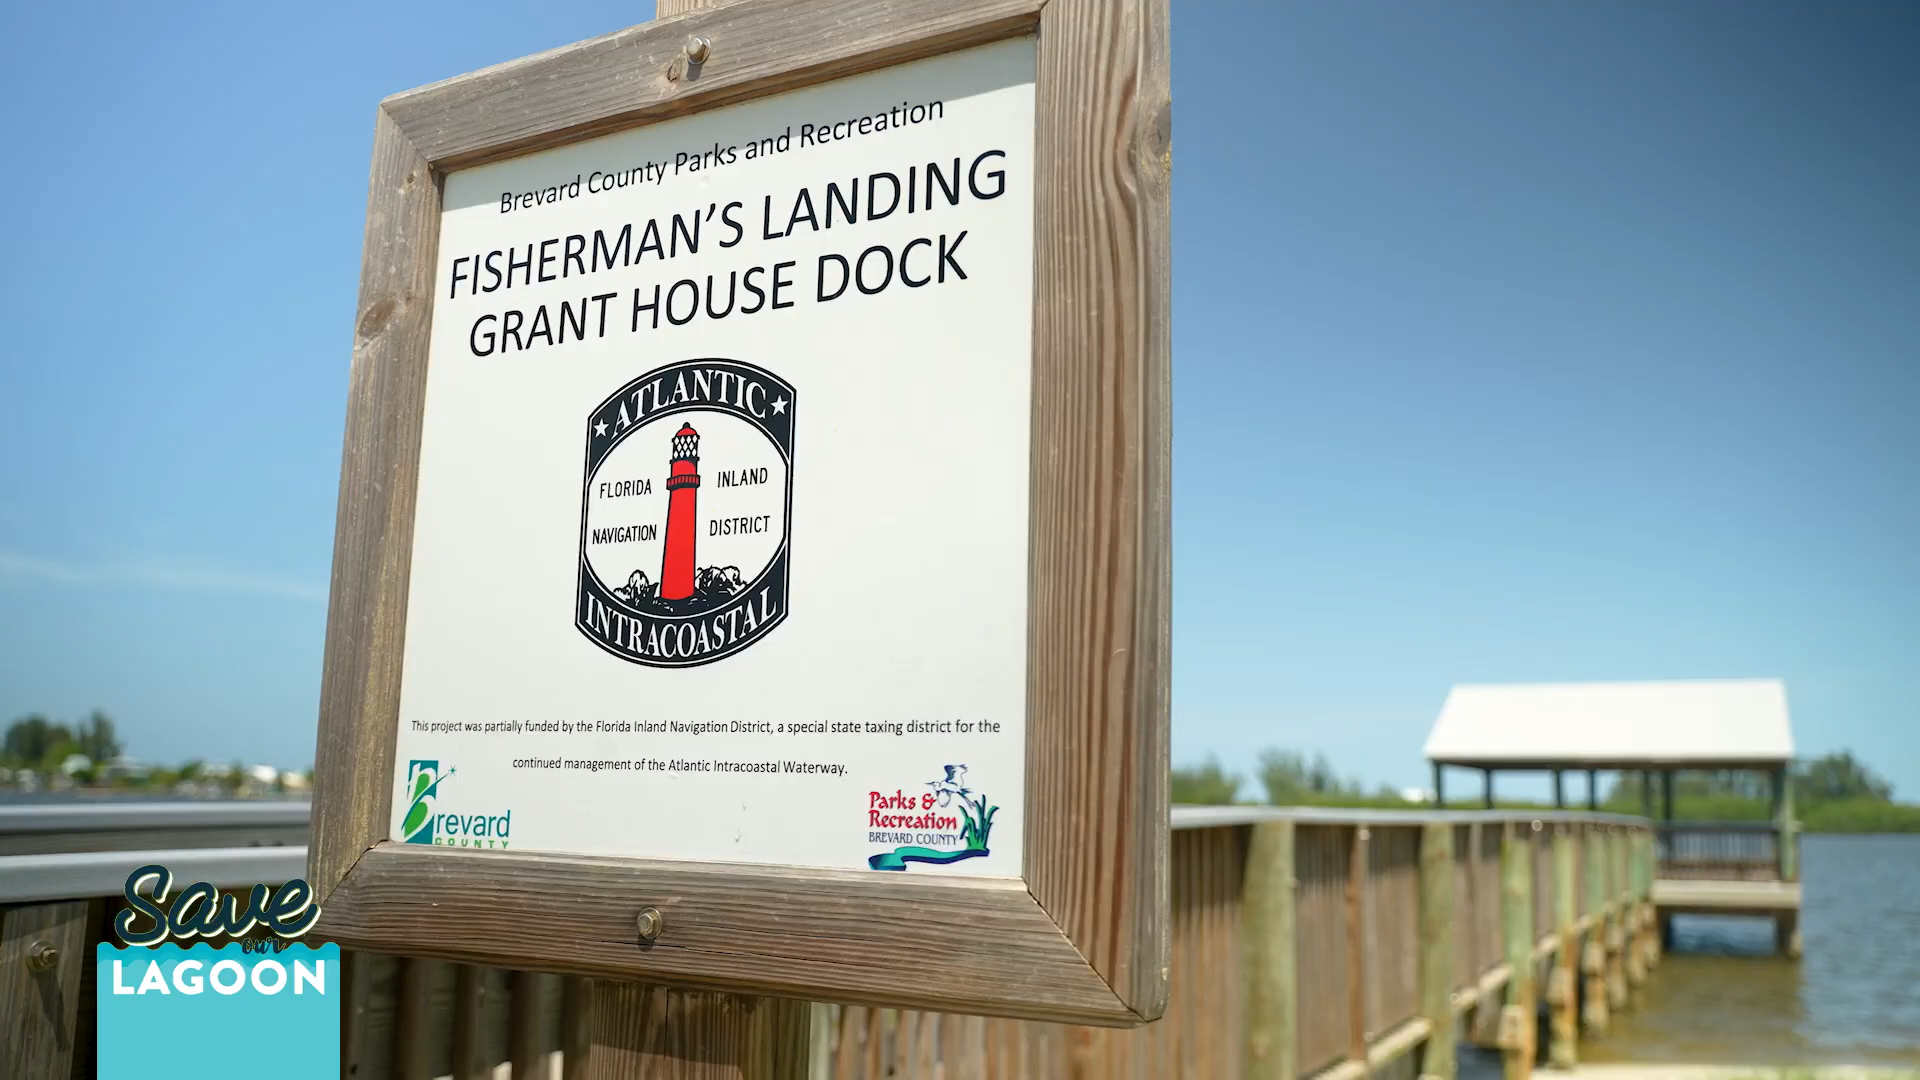 Brevard County Parks and Recreation
FISHERMAN'S LANDING
GRANT HOUSE DOCK
ATLANTIC
FLORIDA INLAND
NAVIGATION DISTRICT
INTRACOASTAL
This project was partially funded by the Florida Inland Navigation District, a special state taxing district for the
continued management of the Atlantic Intracoastal Waterway.
Brevard
COUNTY
Parks &
Recreation
BREVARD COUNTY
Save
our
LAGOON